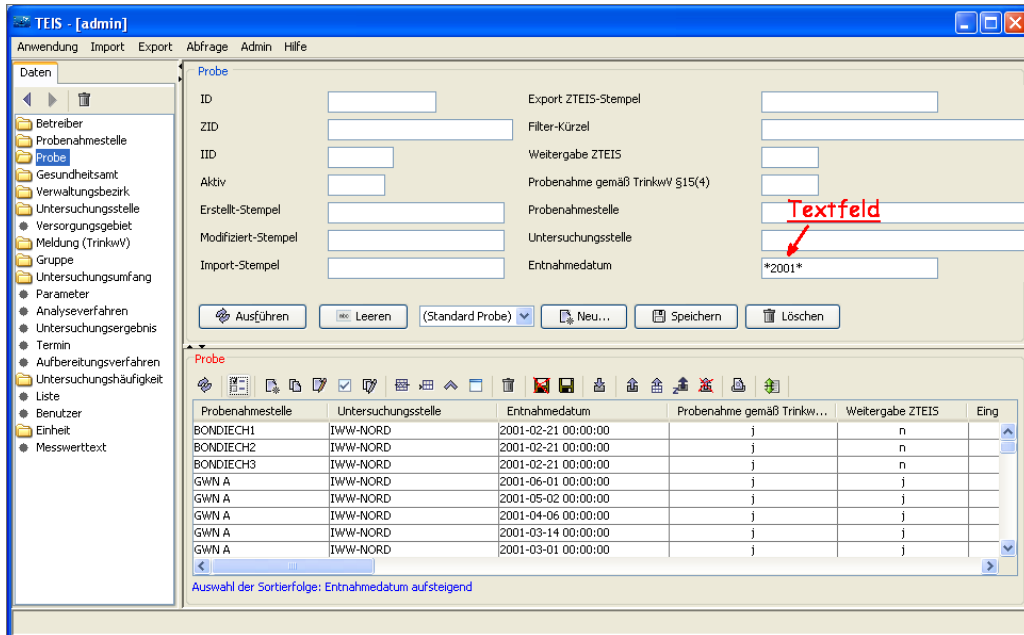 TEIS - [admin]
Anwendung Import Export Abfrage Admin Hilfe
Daten
Betreiber
Probenahmestelle
Probe
Gesundheitsamt
Verwaltungsbezirk
Untersuchungsstelle
Versorgungsgebiet
Meldung (TrinkwV)
Gruppe
Untersuchungsumfang
Parameter
Analyseverfahren
Untersuchungsergebnis
Termin
Aufbereitungsverfahren
Untersuchungshäufigkeit
Liste
Benutzer
Einheit
Messwerttext
Probe
ID Export ZTEIS-Stempel
ZID Filter-Kürzel
IID Weitergabe ZTEIS
Aktiv Probenahme gemäß TrinkwV §15(4)
Erstellt-Stempel Probenahmestelle
Textfeld
Modifiziert-Stempel Untersuchungsstelle
Import-Stempel Entnahmedatum *2001*
Ausführen Leeren (Standard Probe) Neu... Speichern Löschen
Probe
Probenahmestelle Untersuchungsstelle Entnahmedatum Probenahme gemäß Trinkw... Weitergabe ZTEIS Eing
BONDIECH1 IWW-NORD 2001-02-21 00:00:00 j n
BONDIECH2 IWW-NORD 2001-02-21 00:00:00 j n
BONDIECH3 IWW-NORD 2001-02-21 00:00:00 j n
GWN A IWW-NORD 2001-06-01 00:00:00 j j
GWN A IWW-NORD 2001-05-02 00:00:00 j j
GWN A IWW-NORD 2001-04-06 00:00:00 j j
GWN A IWW-NORD 2001-03-14 00:00:00 j j
GWN A IWW-NORD 2001-03-01 00:00:00 j j
Auswahl der Sortierfolge: Entnahmedatum aufsteigend